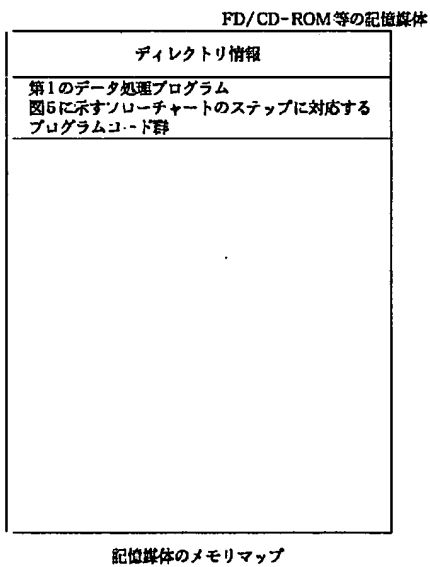 FD/CD-ROM等の記憶媒体
ディレクトリ情報
第1のデータ処理プログラム
図5に示すフローチャートのステップに対応する
プログラムコード群
記憶媒体のメモリマップ